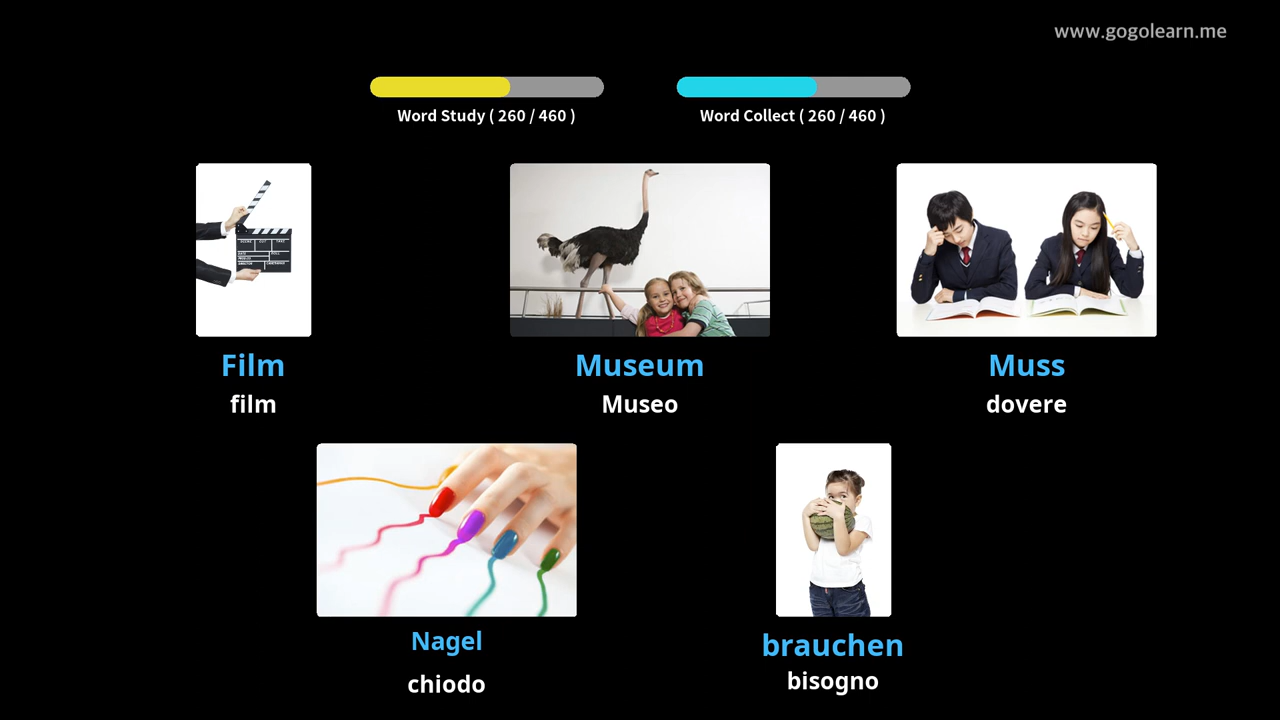 www.gogolearn.me
Word Study ( 260 / 460 )
Word Collect ( 260 / 460 )
Film
film
Museum
Museo
Muss
dovere
Nagel
chiodo
brauchen
bisogno